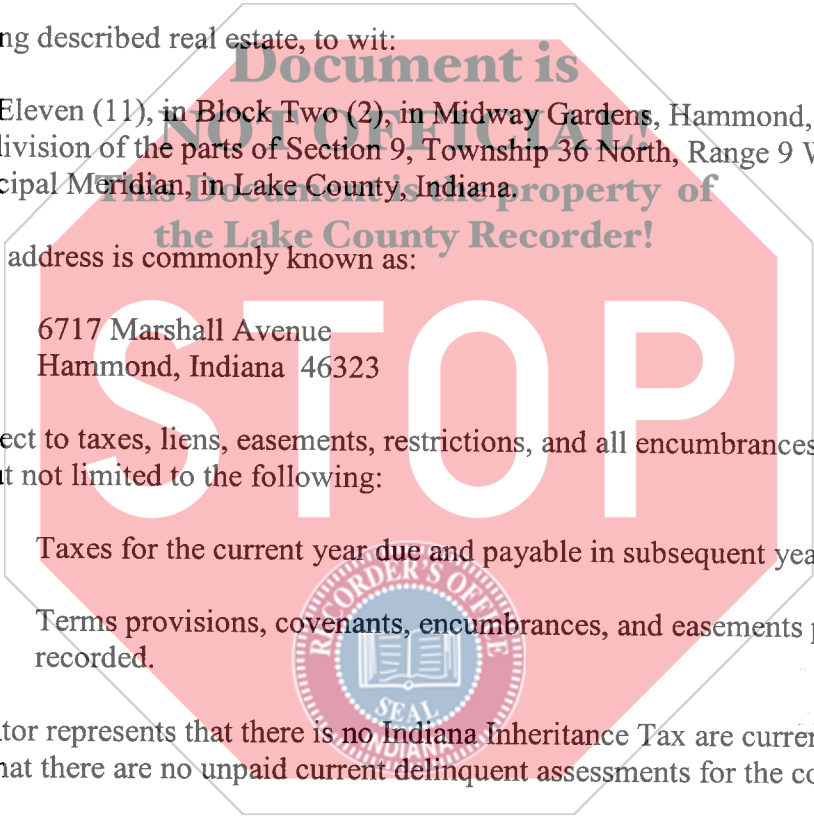 ng described real estate, to wit:
Document is
Eleven (11), in Block Two (2), in Midway Gardens, Hammond,
NOT OFFICIAL!
division of the parts of Section 9, Township 36 North, Range 9 W
cipal Meridian, in Lake County, Indiana.
This Document is the property of
the Lake County Recorder!
address is commonly known as:
STOP
6717 Marshall Avenue
Hammond, Indiana 46323
ect to taxes, liens, easements, restrictions, and all encumbrances
ut not limited to the following:
Taxes for the current year due and payable in subsequent yea
RECORDER'S OFFICE
Terms provisions, covenants, encumbrances, and easements p
recorded.
SEAL
INDIANA
tor represents that there is no Indiana Inheritance Tax are curren
hat there are no unpaid current delinquent assessments for the co